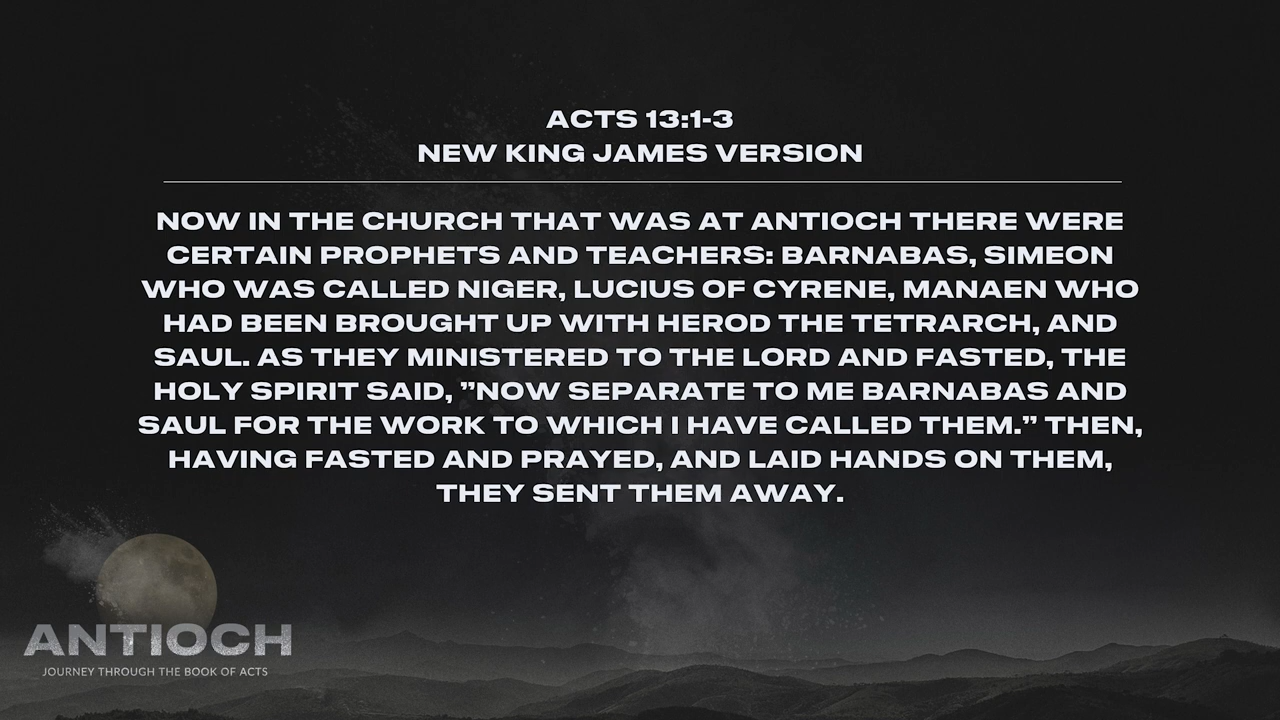 ACTS 13:1-3
NEW KING JAMES VERSION
NOW IN THE CHURCH THAT WAS AT ANTIOCH THERE WERE
CERTAIN PROPHETS AND TEACHERS: BARNABAS, SIMEON
WHO WAS CALLED NIGER, LUCIUS OF CYRENE, MANAEN WHO
HAD BEEN BROUGHT UP WITH HEROD THE TETRARCH, AND
SAUL. AS THEY MINISTERED TO THE LORD AND FASTED, THE
HOLY SPIRIT SAID, ”NOW SEPARATE TO ME BARNABAS AND
SAUL FOR THE WORK TO WHICH I HAVE CALLED THEM.” THEN,
HAVING FASTED AND PRAYED, AND LAID HANDS ON THEM,
THEY SENT THEM AWAY.
ANTIOCH
JOURNEY THROUGH THE BOOK OF ACTS